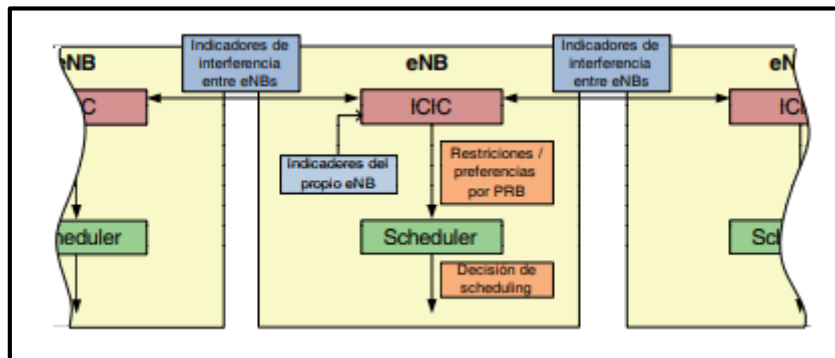 Indicadores de
interferencia
entre eNBs
Indicadores de
interferencia
entre eNBs
eNB
ICIC
Indicadores del
propio eNB
Restricciones /
preferencias
por PRB
Scheduler
Decisión de
scheduling